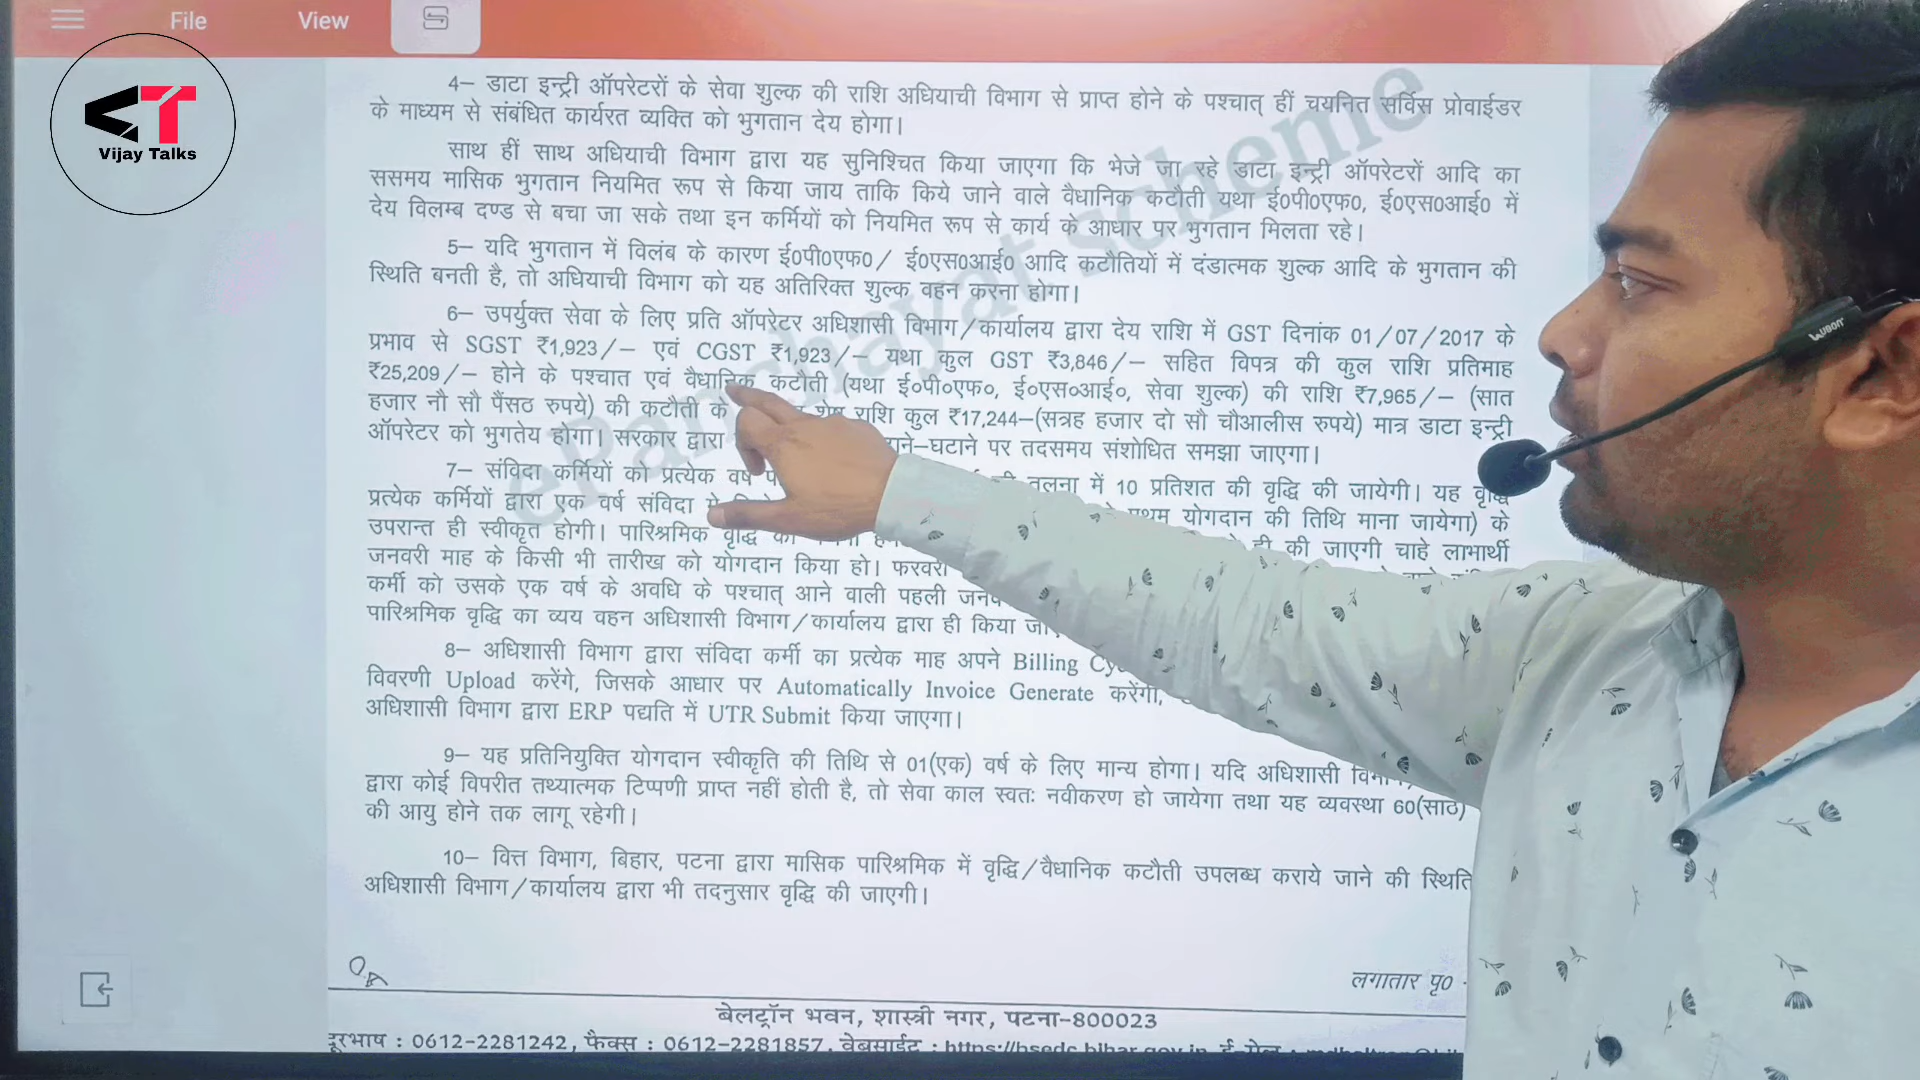 File View
Vijay Talks
ePanchayat scheme
4– डाटा इन्ट्री ऑपरेटरों के सेवा शुल्क की राशि अधियाची विभाग से प्राप्त होने के पश्चात् हीं चयनित सर्विस प्रोवाईडर
के माध्यम से संबंधित कार्यरत व्यक्ति को भुगतान देय होगा।
साथ हीं साथ अधियाची विभाग द्वारा यह सुनिश्चित किया जाएगा कि भेजे जा रहे डाटा इन्ट्री ऑपरेटरों आदि का
ससमय मासिक भुगतान नियमित रूप से किया जाय ताकि किये जाने वाले वैधानिक कटौती यथा ई0पी0एफ0, ई0एस0आई0 में
देय विलम्ब दण्ड से बचा जा सके तथा इन कर्मियों को नियमित रूप से कार्य के आधार पर भुगतान मिलता रहे।
5– यदि भुगतान में विलंब के कारण ई0पी0एफ0/ ई0एस0आई0 आदि कटौतियों में दंडात्मक शुल्क आदि के भुगतान की
स्थिति बनती है, तो अधियाची विभाग को यह अतिरिक्त शुल्क वहन करना होगा।
6– उपर्युक्त सेवा के लिए प्रति ऑपरेटर अधिशासी विभाग/कार्यालय द्वारा देय राशि में GST दिनांक 01/07/2017 के
प्रभाव से SGST ₹1,923/– एवं CGST ₹1,923/– यथा कुल GST ₹3,846/– सहित विपत्र की कुल राशि प्रतिमाह
₹25,209/– होने के पश्चात एवं वैधानिक कटौती (यथा ई०पी०एफ०, ई०एस०आई०, सेवा शुल्क) की राशि ₹7,965/– (सात
हजार नौ सौ पैंसठ रुपये) की कटौती के शेष राशि कुल ₹17,244–(सत्रह हजार दो सौ चौआलीस रुपये) मात्र डाटा इन्ट्री
ऑपरेटर को भुगतेय होगा। सरकार द्वारा –घटाने पर तदसमय संशोधित समझा जाएगा।
7– संविदा कर्मियों को प्रत्येक वर्ष तुलना में 10 प्रतिशत की वृद्धि की जायेगी। यह वृद्धि
प्रत्येक कर्मियों द्वारा एक वर्ष संविदा प्रथम योगदान की तिथि माना जायेगा) के
उपरान्त ही स्वीकृत होगी। पारिश्रमिक वृद्धि ही की जाएगी चाहे लाभार्थी
जनवरी माह के किसी भी तारीख को योगदान किया हो। फरवरी
कर्मी को उसके एक वर्ष के अवधि के पश्चात् आने वाली पहली
पारिश्रमिक वृद्धि का व्यय वहन अधिशासी विभाग/कार्यालय द्वारा ही किया
8– अधिशासी विभाग द्वारा संविदा कर्मी का प्रत्येक माह अपने Billing
विवरणी Upload करेंगे, जिसके आधार पर Automatically Invoice Generate करेंगी,
अधिशासी विभाग द्वारा ERP पद्यति में UTR Submit किया जाएगा।
9– यह प्रतिनियुक्ति योगदान स्वीकृति की तिथि से 01(एक) वर्ष के लिए मान्य होगा। यदि अधिशासी
द्वारा कोई विपरीत तथ्यात्मक टिप्पणी प्राप्त नहीं होती है, तो सेवा काल स्वतः नवीकरण हो जायेगा तथा यह व्यवस्था 60(साठ)
की आयु होने तक लागू रहेगी।
10– वित्त विभाग, बिहार, पटना द्वारा मासिक पारिश्रमिक में वृद्धि/वैधानिक कटौती उपलब्ध कराये जाने की स्थिति
अधिशासी विभाग/कार्यालय द्वारा भी तदनुसार वृद्धि की जाएगी।
लगातार पृ0
बेलट्रॉन भवन, शास्त्री नगर, पटना-800023
दूरभाष : 0612-2281242, फैक्स : 0612-2281857, वेबसाईट : https://bsedc.bihar.gov.in, ई-मेल :